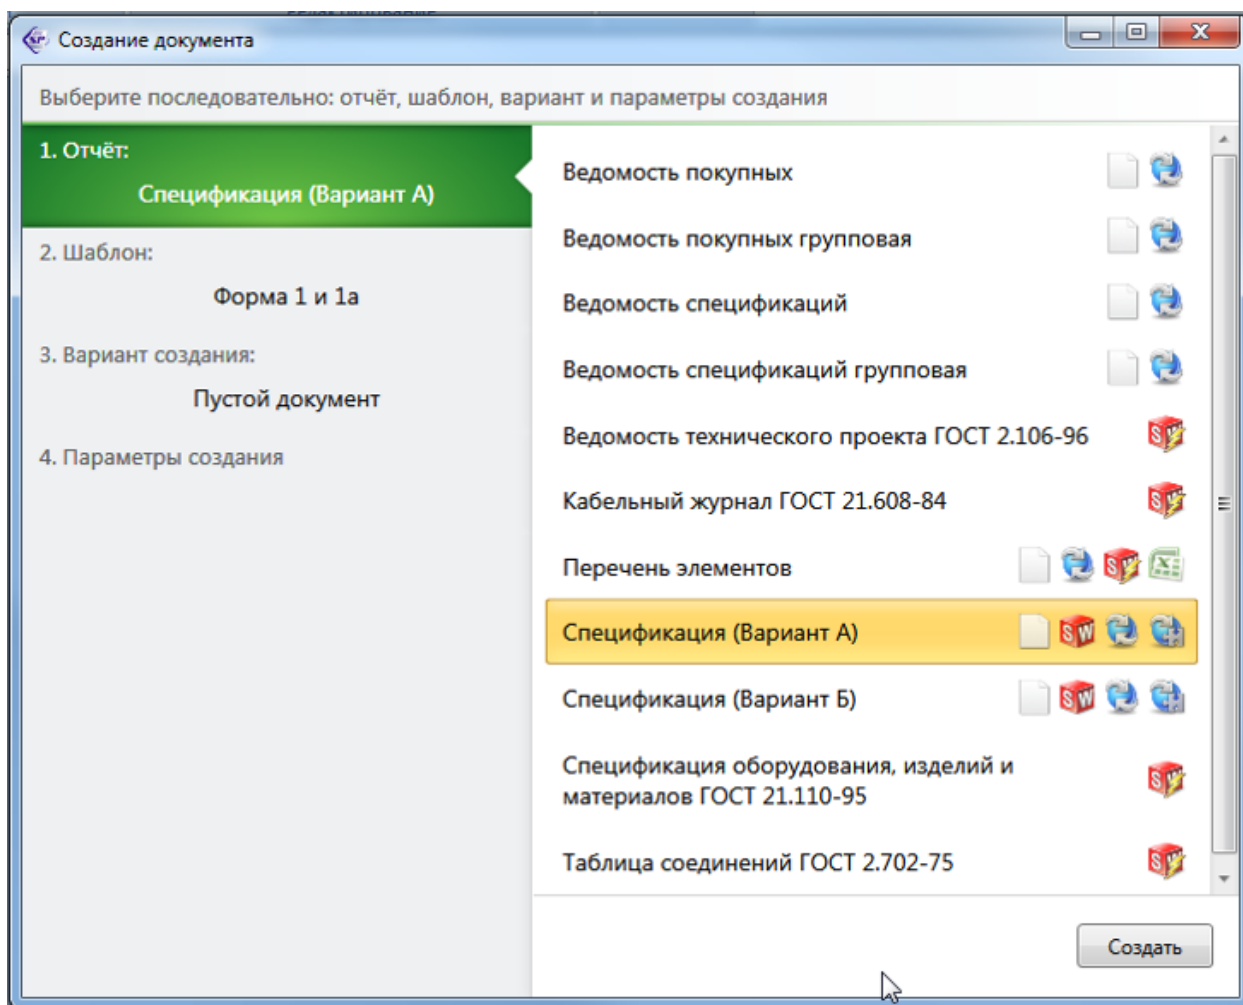 Создание документа
Выберите последовательно: отчёт, шаблон, вариант и параметры создания
1. Отчёт:
Спецификация (Вариант А)
2. Шаблон:
Форма 1 и 1а
3. Вариант создания:
Пустой документ
4. Параметры создания
Ведомость покупных
Ведомость покупных групповая
Ведомость спецификаций
Ведомость спецификаций групповая
Ведомость технического проекта ГОСТ 2.106-96
Кабельный журнал ГОСТ 21.608-84
Перечень элементов
Спецификация (Вариант А)
Спецификация (Вариант Б)
Спецификация оборудования, изделий и
материалов ГОСТ 21.110-95
Таблица соединений ГОСТ 2.702-75
Создать